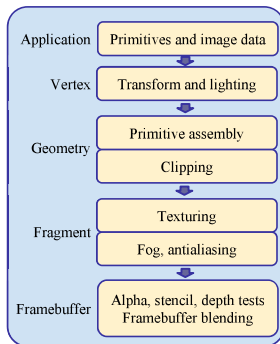 Application
Primitives and image data
Vertex
Transform and lighting
Geometry
Primitive assembly
Clipping
Fragment
Texturing
Fog, antialiasing
Framebuffer
Alpha, stencil, depth tests
Framebuffer blending